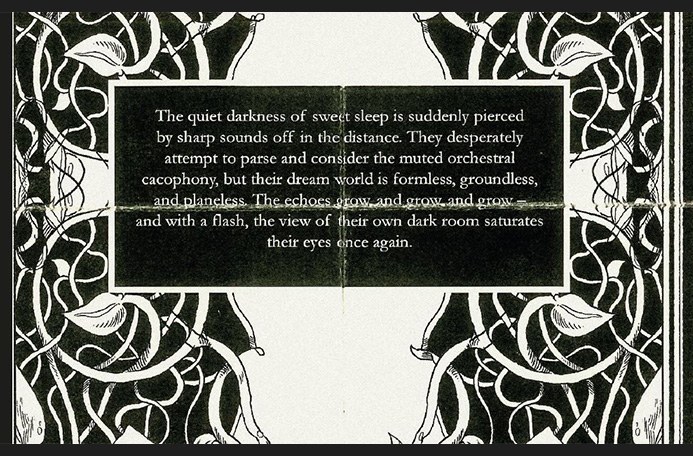 The quiet darkness of sweet sleep is suddenly pierced
by sharp sounds off in the distance. They desperately
attempt to parse and consider the muted orchestral
cacophony, but their dream world is formless, groundless,
and planeless. The echoes grow, and grow, and grow –
and with a flash, the view of their own dark room saturates
their eyes once again.